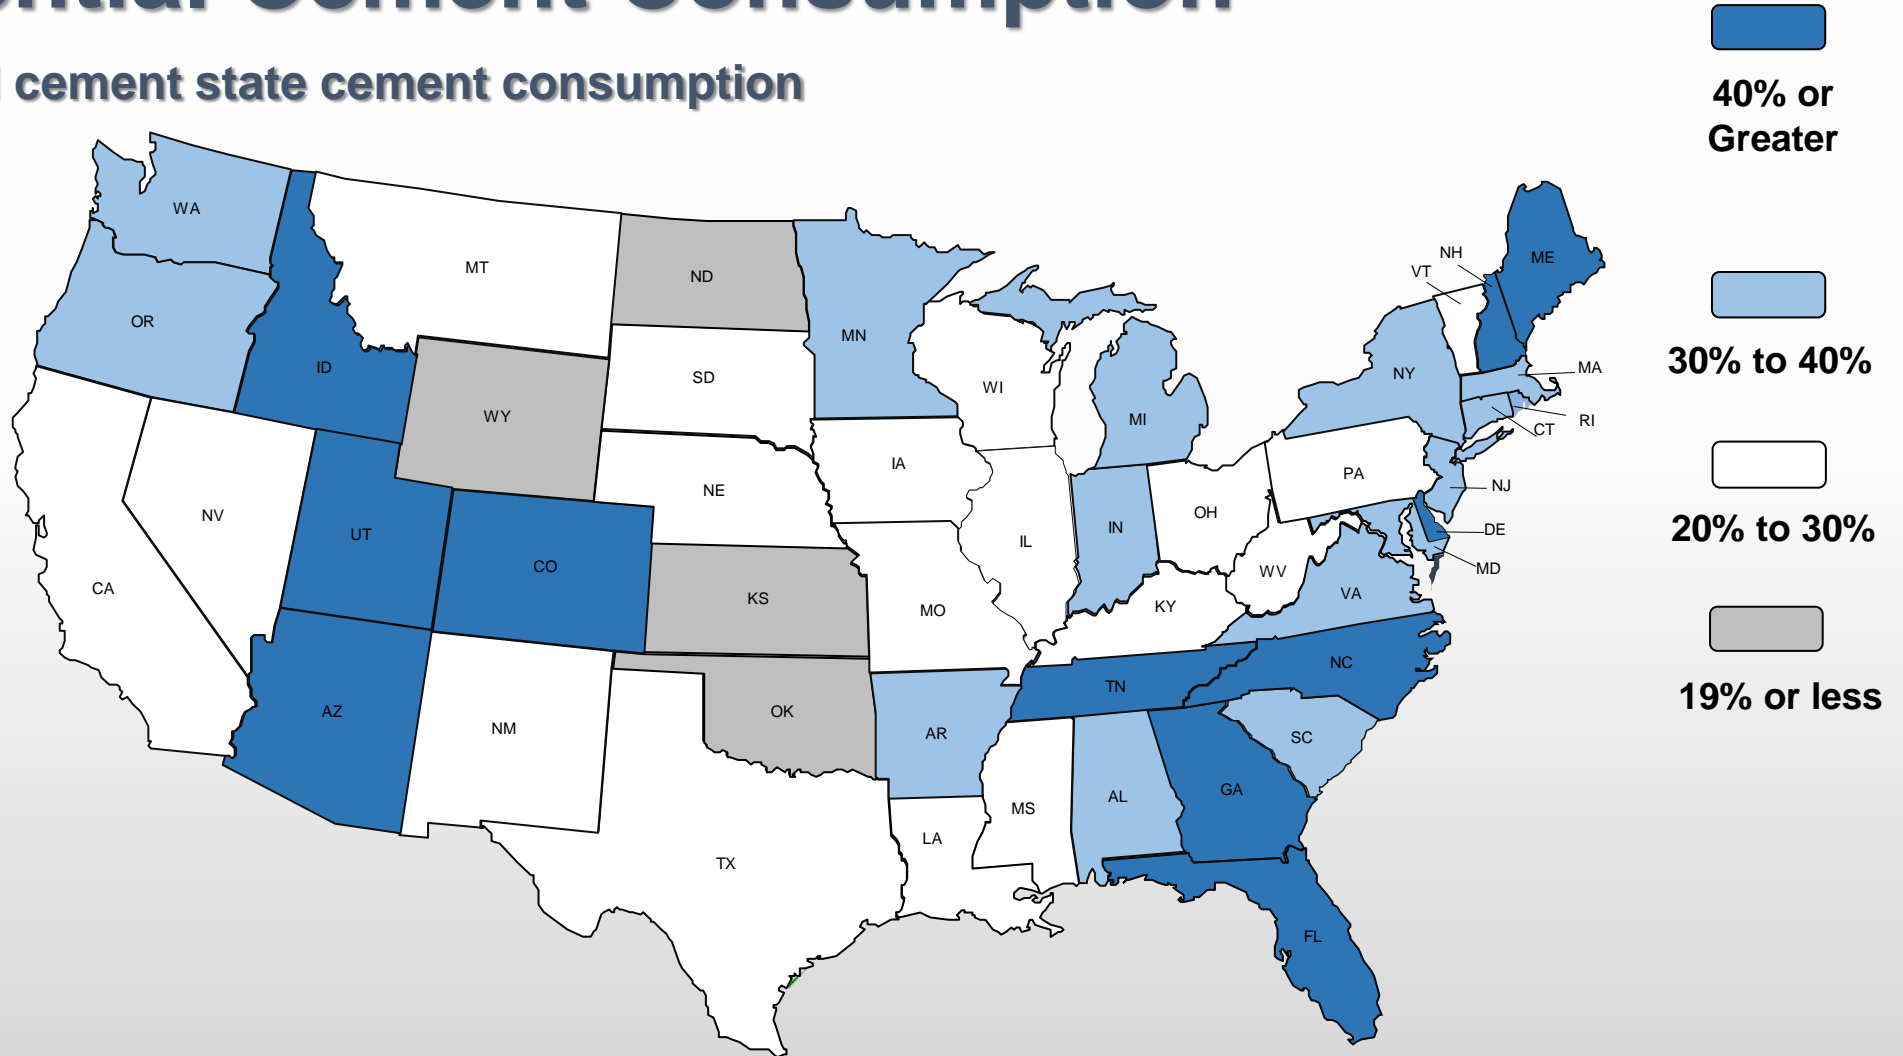 Cement Consumption
cement state cement consumption
40% or
Greater
30% to 40%
20% to 30%
19% or less
WA
OR
ID
MT
ND
MN
SD
WY
WI
MI
NY
VT
NH
ME
MA
RI
CT
NJ
DE
MD
PA
OH
IN
IL
IA
NE
NV
UT
CO
CA
KS
MO
KY
WV
VA
NC
TN
SC
AR
OK
AZ
NM
TX
LA
MS
AL
GA
FL